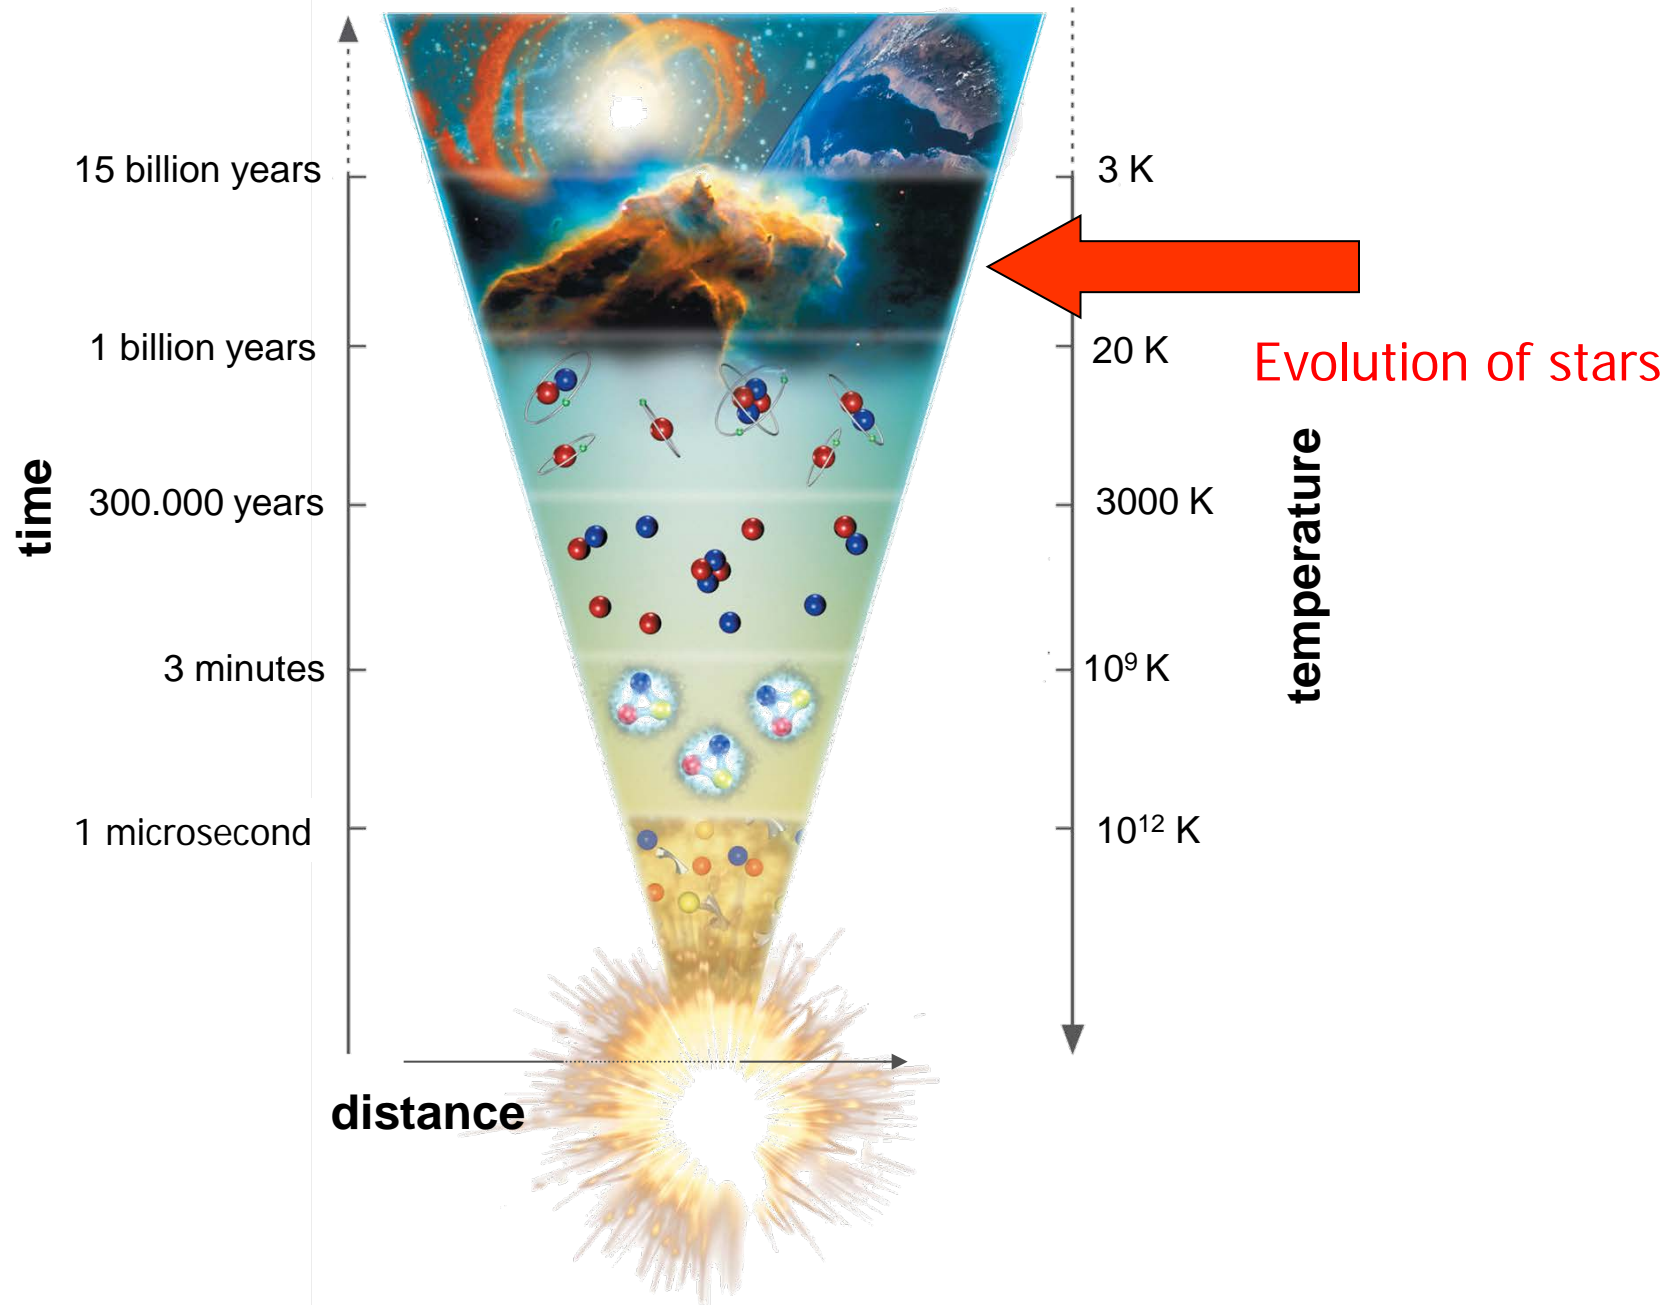 15 billion years
3 K
1 billion years
20 K
Evolution of stars
time
300.000 years
3000 K
temperature
3 minutes
10⁹ K
1 microsecond
10¹² K
distance